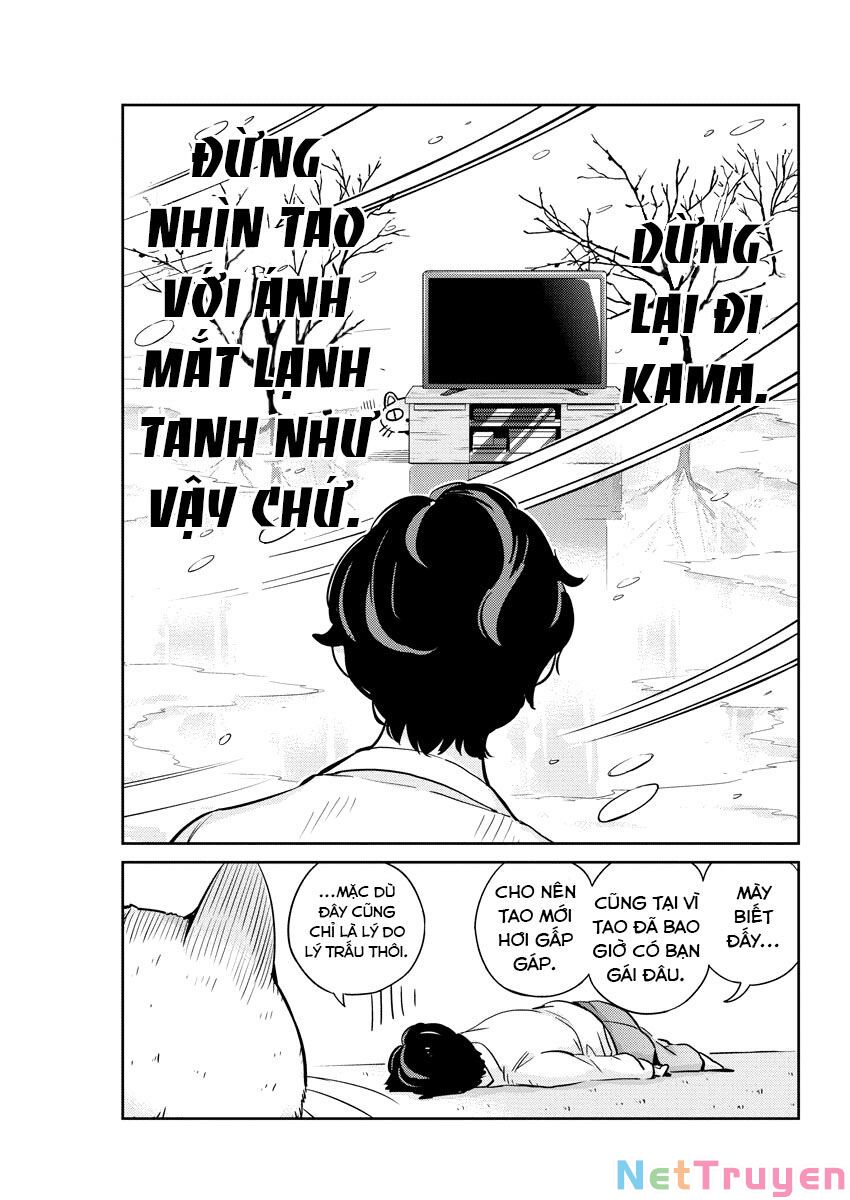 DỪNG
LẠI ĐI
KAMA.
ĐỪNG
NHÌN TAO
VỚI ÁNH
MẮT LẠNH
TANH NHƯ
VẬY CHỨ.
MÀY
BIẾT
ĐẤY...
CŨNG TẠI VÌ
TAO ĐÃ BAO
GIỜ CÓ BẠN
GÁI ĐÂU.
CHO NÊN
TAO MỚI
HƠI GẤP
GÁP.
...MẶC DÙ
ĐÂY CŨNG
CHỈ LÀ LÝ DO
LÝ TRẤU THÔI.
NetTruyen